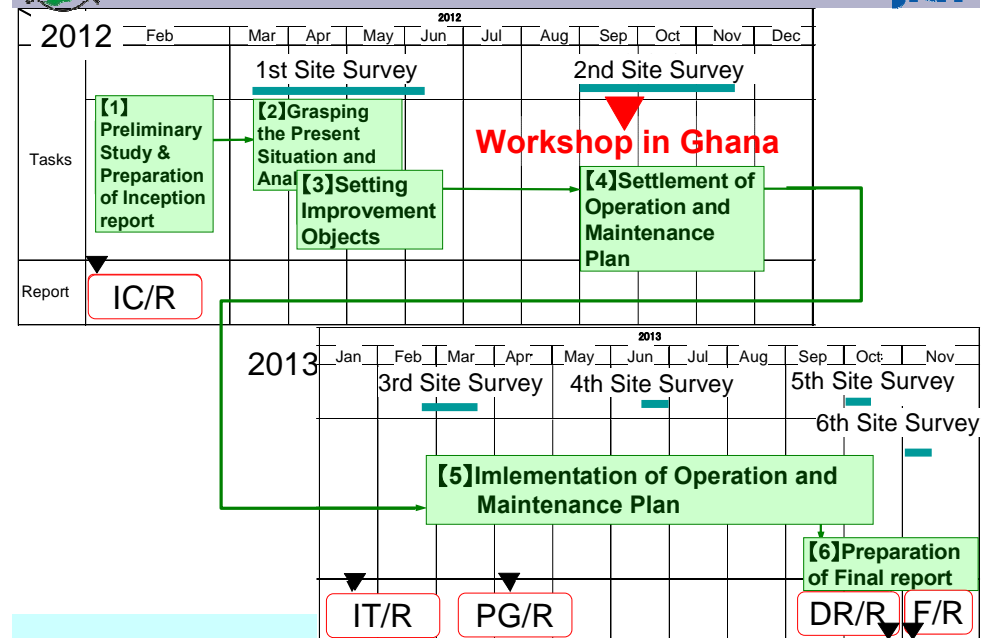 2012
2012
Feb Mar Apr May Jun Jul Aug Sep Oct Nov Dec
1st Site Survey
2nd Site Survey
Workshop in Ghana
Tasks
【1】
Preliminary
Study &
Preparation
of Inception
report
【2】Grasping
the Present
Situation and
Anal
【3】Setting
Improvement
Objects
【4】Settlement of
Operation and
Maintenance
Plan
Report
IC/R
2013
2013
Jan Feb Mar Apr May Jun Jul Aug Sep Oct Nov
3rd Site Survey
4th Site Survey
5th Site Survey
6th Site Survey
【5】Imlementation of Operation and
Maintenance Plan
【6】Preparation
of Final report
IT/R
PG/R
DR/R
F/R